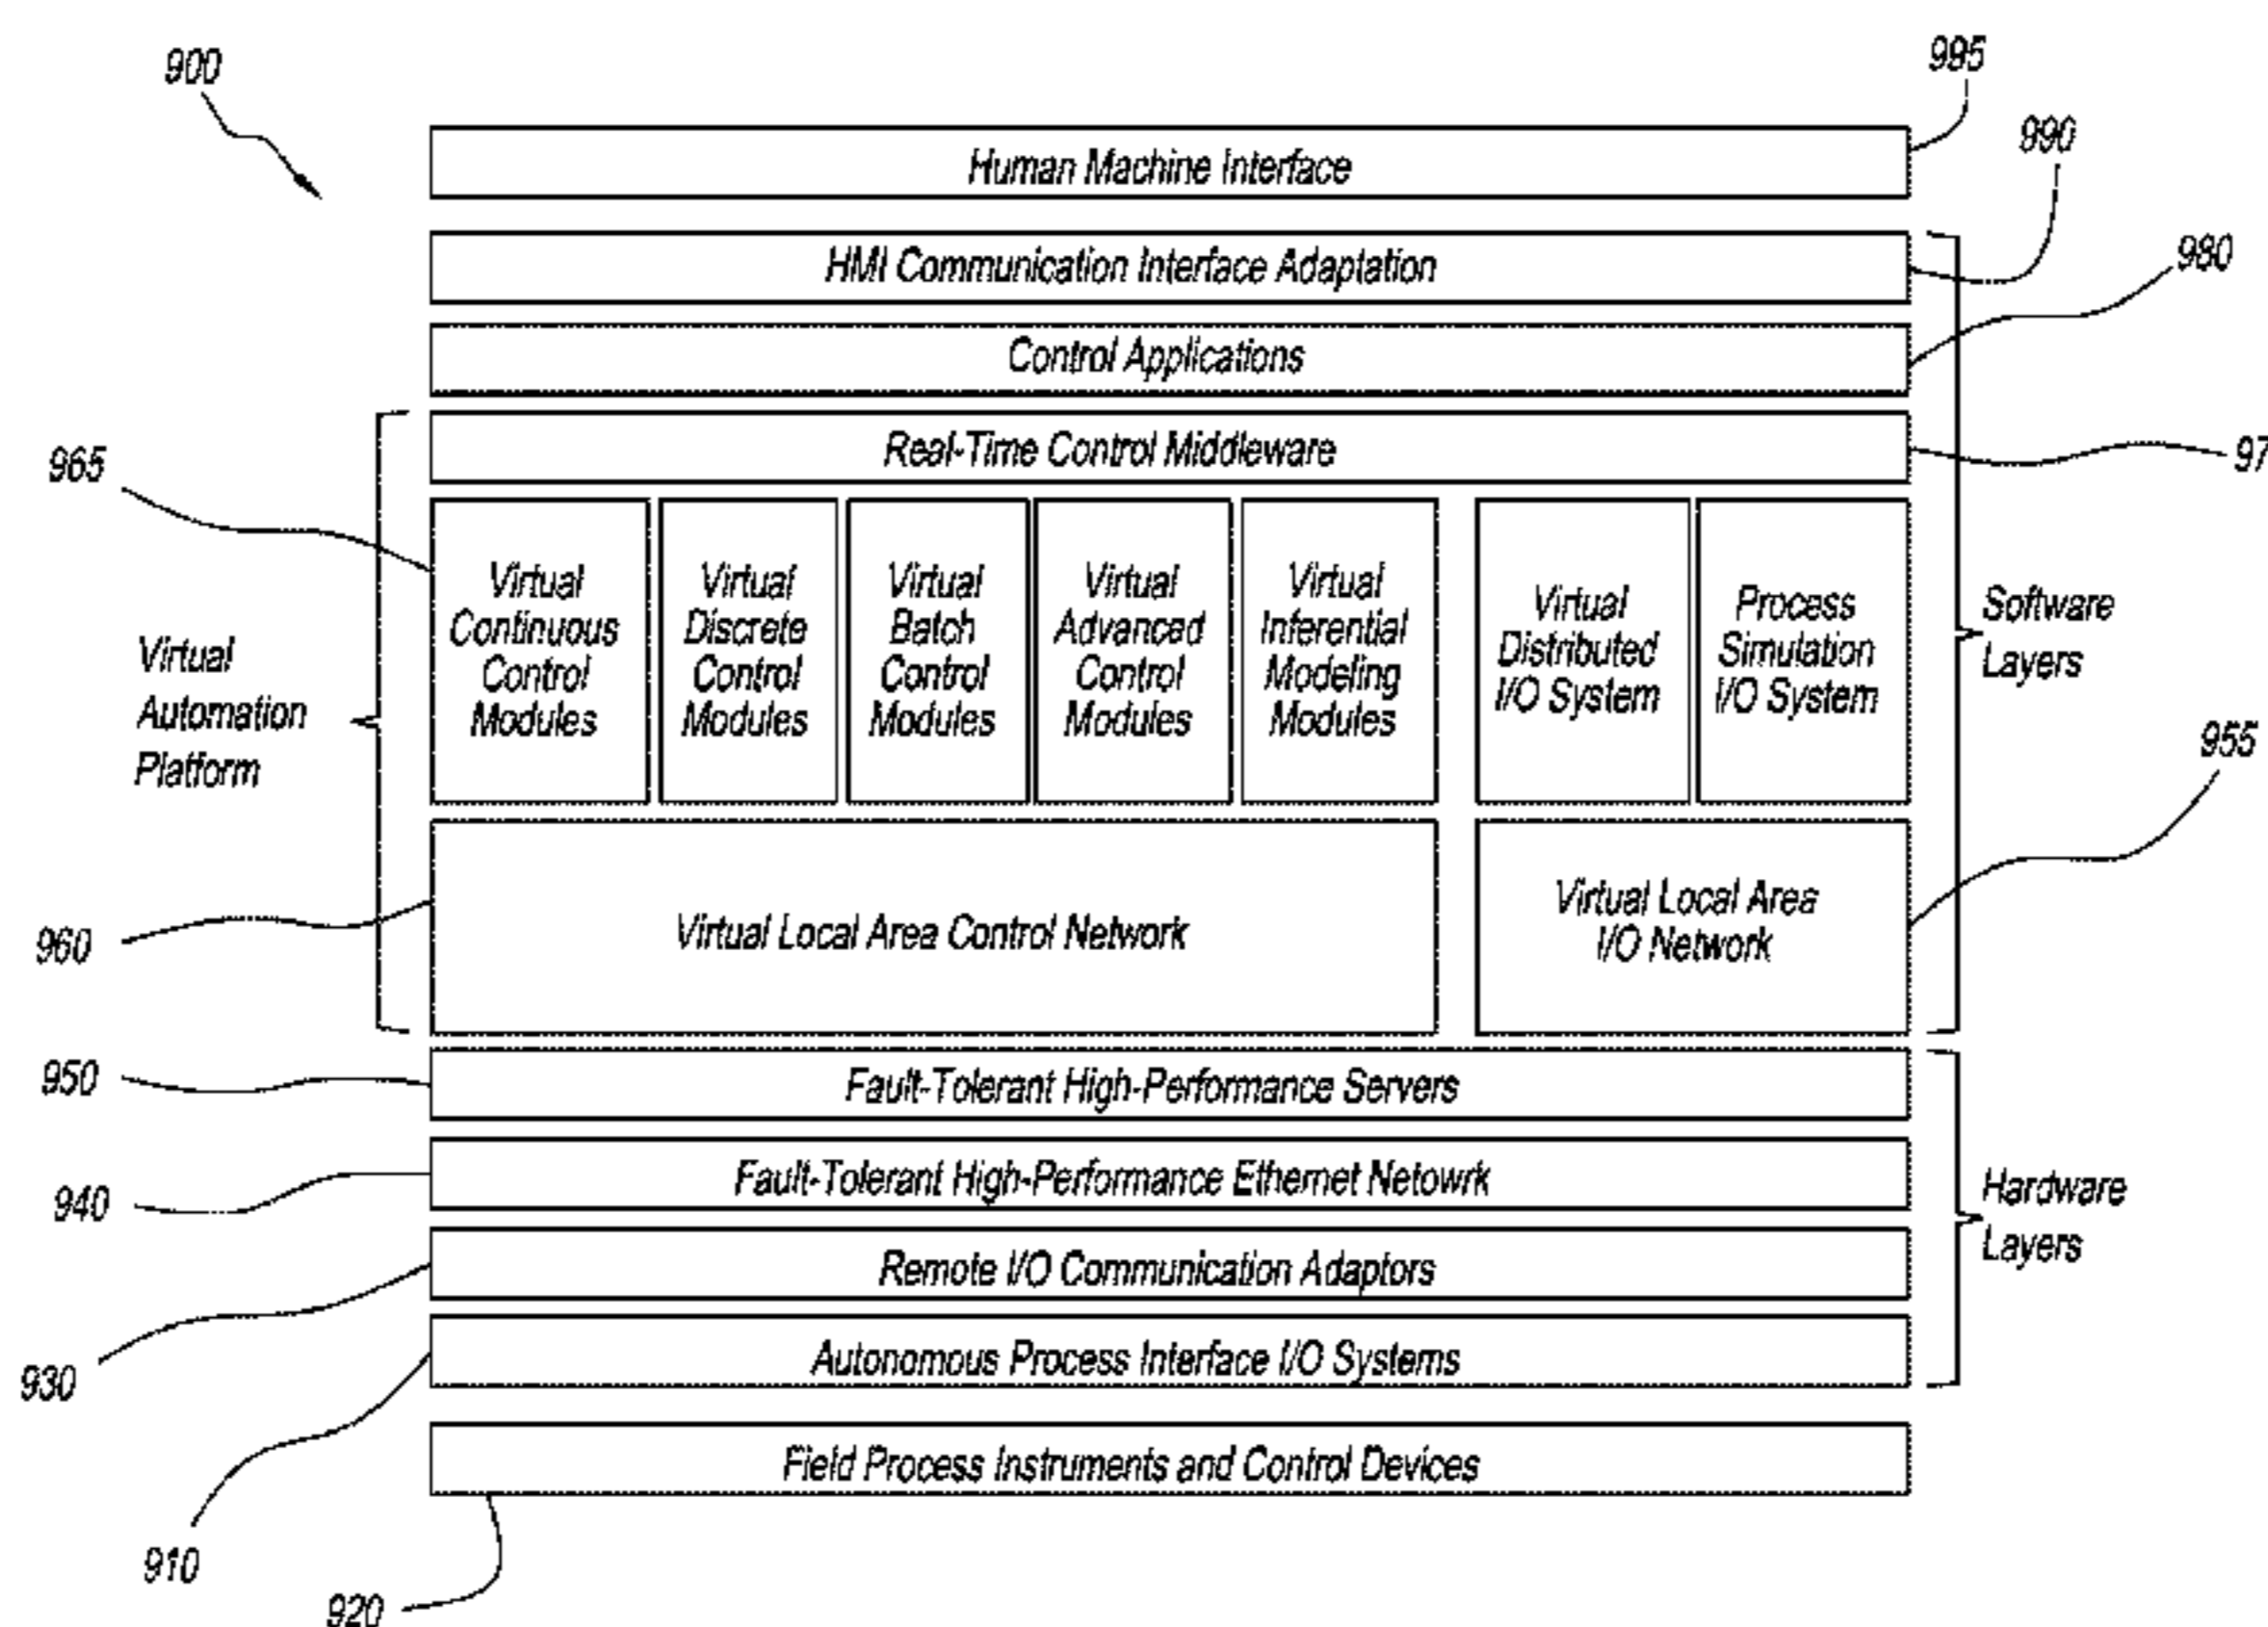 900
995
Human Machine Interface
990
HMI Communication Interface Adaptation
980
Control Applications
Real-Time Control Middleware
97
965
Virtual
Continuous
Control
Modules
Virtual
Discrete
Control
Modules
Virtual
Batch
Control
Modules
Virtual
Advanced
Control
Modules
Virtual
Inferential
Modeling
Modules
Virtual
Distributed
I/O System
Process
Simulation
I/O System
Software
Layers
Virtual
Automation
Platform
955
960
Virtual Local Area Control Network
Virtual Local Area
I/O Network
950
Fault-Tolerant High-Performance Servers
940
Fault-Tolerant High-Performance Ethernet Netowrk
Hardware
Layers
Remote I/O Communication Adaptors
930
Autonomous Process Interface I/O Systems
Field Process Instruments and Control Devices
910
920